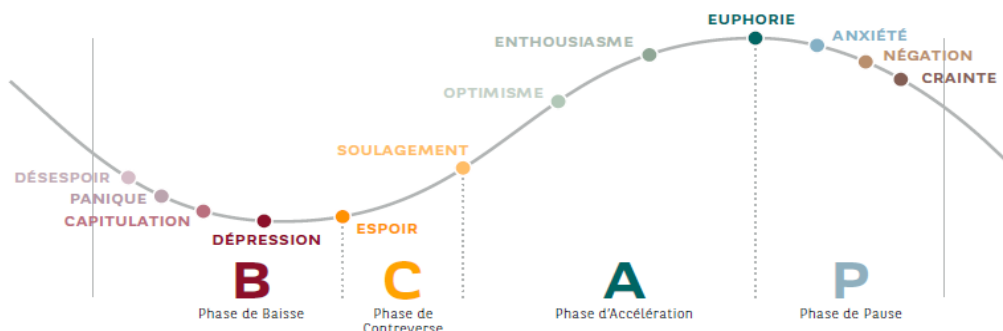 EUPHORIE
ANXIÉTÉ
ENTHOUSIASME
NÉGATION
CRAINTE
OPTIMISME
SOULAGEMENT
DÉSESPOIR
PANIQUE
CAPITULATION
ESPOIR
DÉPRESSION
B
Phase de Baisse
C
Phase de
Contreverse
A
Phase d'Accélération
P
Phase de Pause